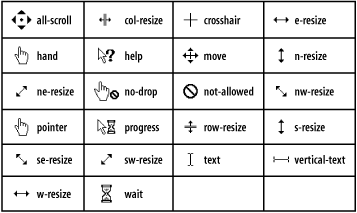 all-scroll
col-resize
crosshair
e-resize
hand
help
move
n-resize
ne-resize
no-drop
not-allowed
nw-resize
pointer
progress
row-resize
s-resize
se-resize
sw-resize
text
vertical-text
w-resize
wait